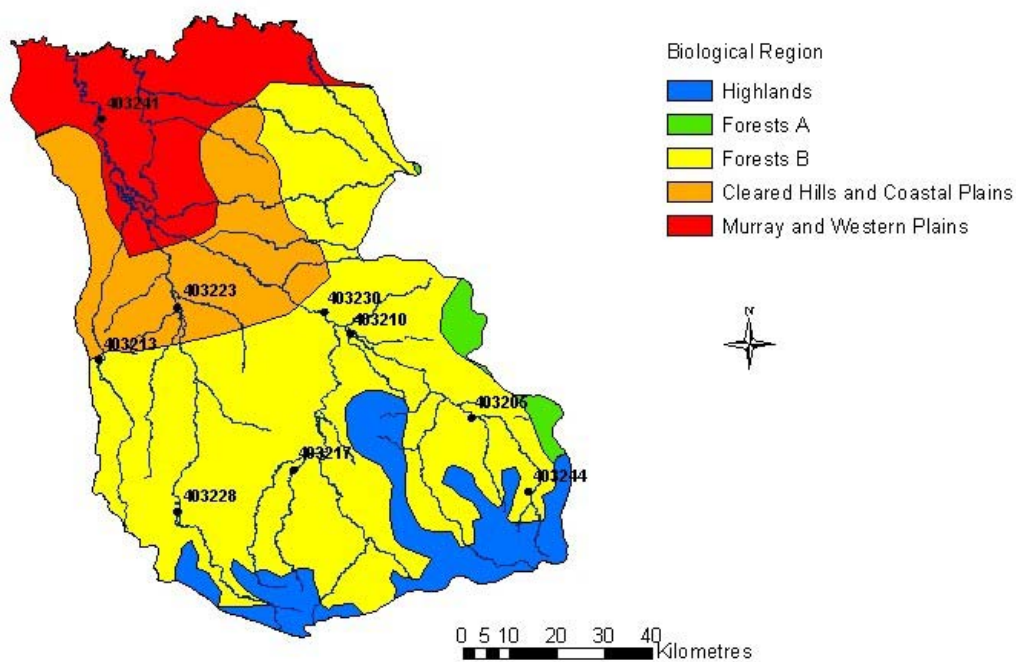 Biological Region
Highlands
Forests A
Forests B
Cleared Hills and Coastal Plains
Murray and Western Plains
403241
403223
403230
403210
403213
403205
403217
403244
403228
N
0 5 10 20 30 40
Kilometres